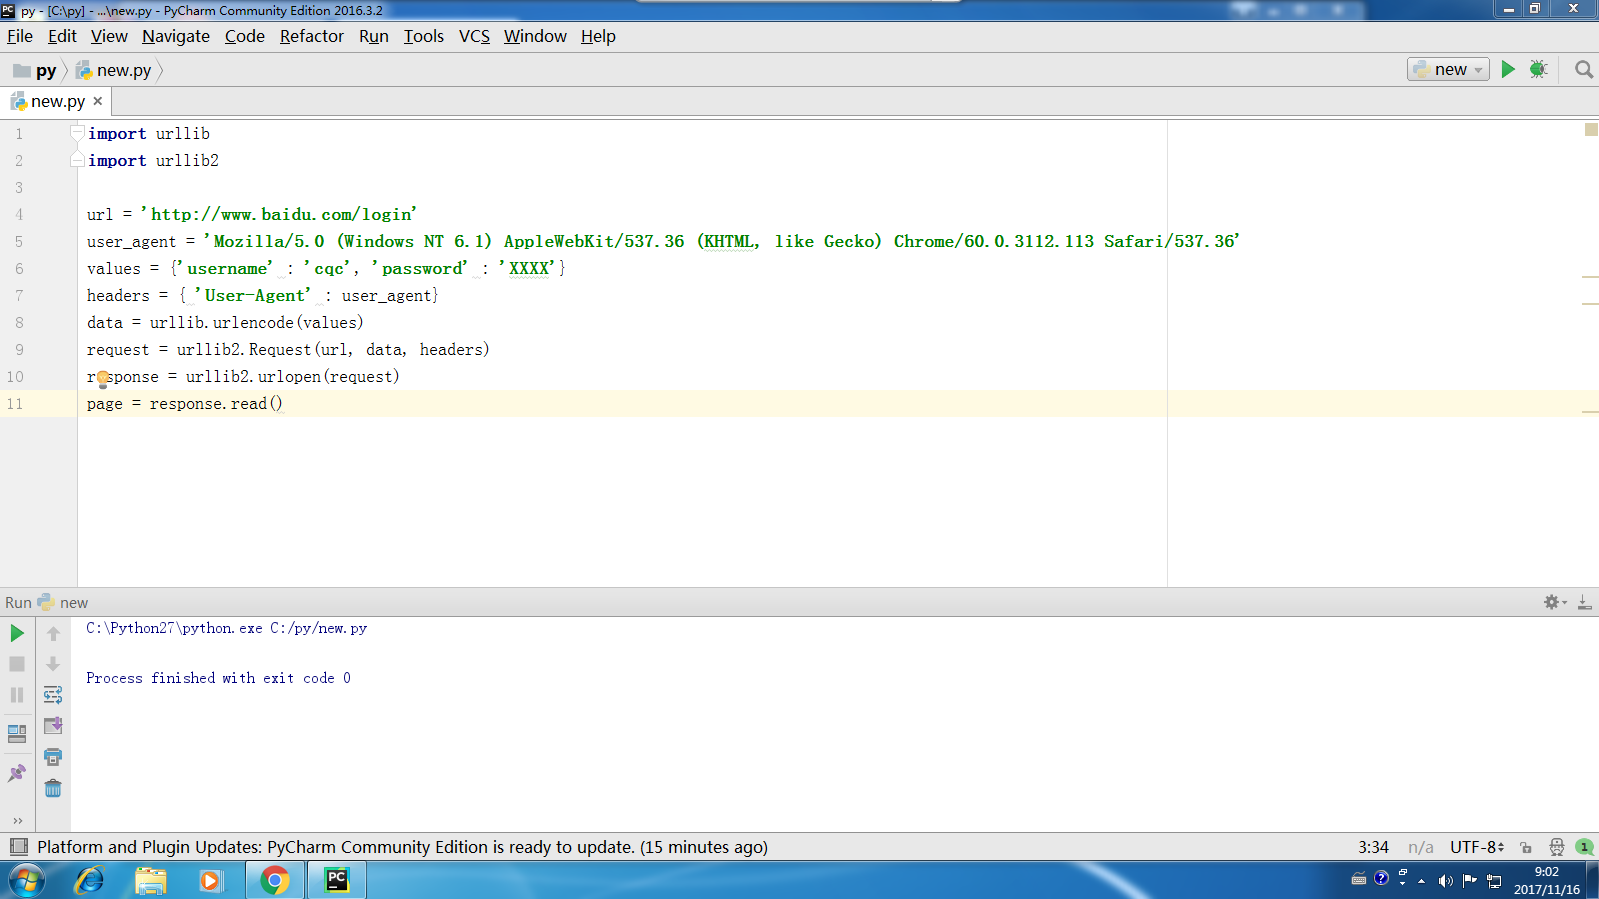 py - [C:\py] - ...\new.py - PyCharm Community Edition 2016.3.2
File Edit View Navigate Code Refactor Run Tools VCS Window Help
py new.py new
new.py
1 import urllib
2 import urllib2
3
4 url = 'http://www.baidu.com/login'
5 user_agent = 'Mozilla/5.0 (Windows NT 6.1) AppleWebKit/537.36 (KHTML, like Gecko) Chrome/60.0.3112.113 Safari/537.36'
6 values = {'username' : 'cqc', 'password' : 'XXXX'}
7 headers = { 'User-Agent' : user_agent}
8 data = urllib.urlencode(values)
9 request = urllib2.Request(url, data, headers)
10 response = urllib2.urlopen(request)
11 page = response.read()
Run new
C:\Python27\python.exe C:/py/new.py
Process finished with exit code 0
Platform and Plugin Updates: PyCharm Community Edition is ready to update. (15 minutes ago) 3:34 n/a UTF-8 1
PC
9:02
2017/11/16